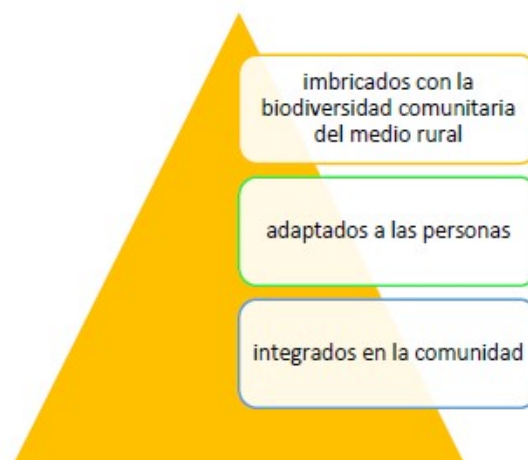 imbricados con la
biodiversidad comunitaria
del medio rural
adaptados a las personas
integrados en la comunidad